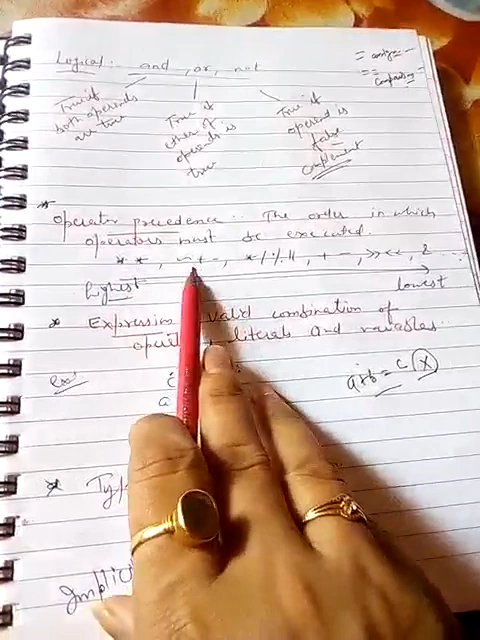 Logical : and , or , not
= assign
== Comparing
True if both operands are true
True if either of operands is true
True if operand is false
complement
* Operator precedence .. The order in which
operators must be executed.
* * , ~ + - , * / % // , + - , >> << , &
highest
lowest
* Expression valid combination of
literals and variables.
Ex:
a+b = c X
a
* Typ
Implici